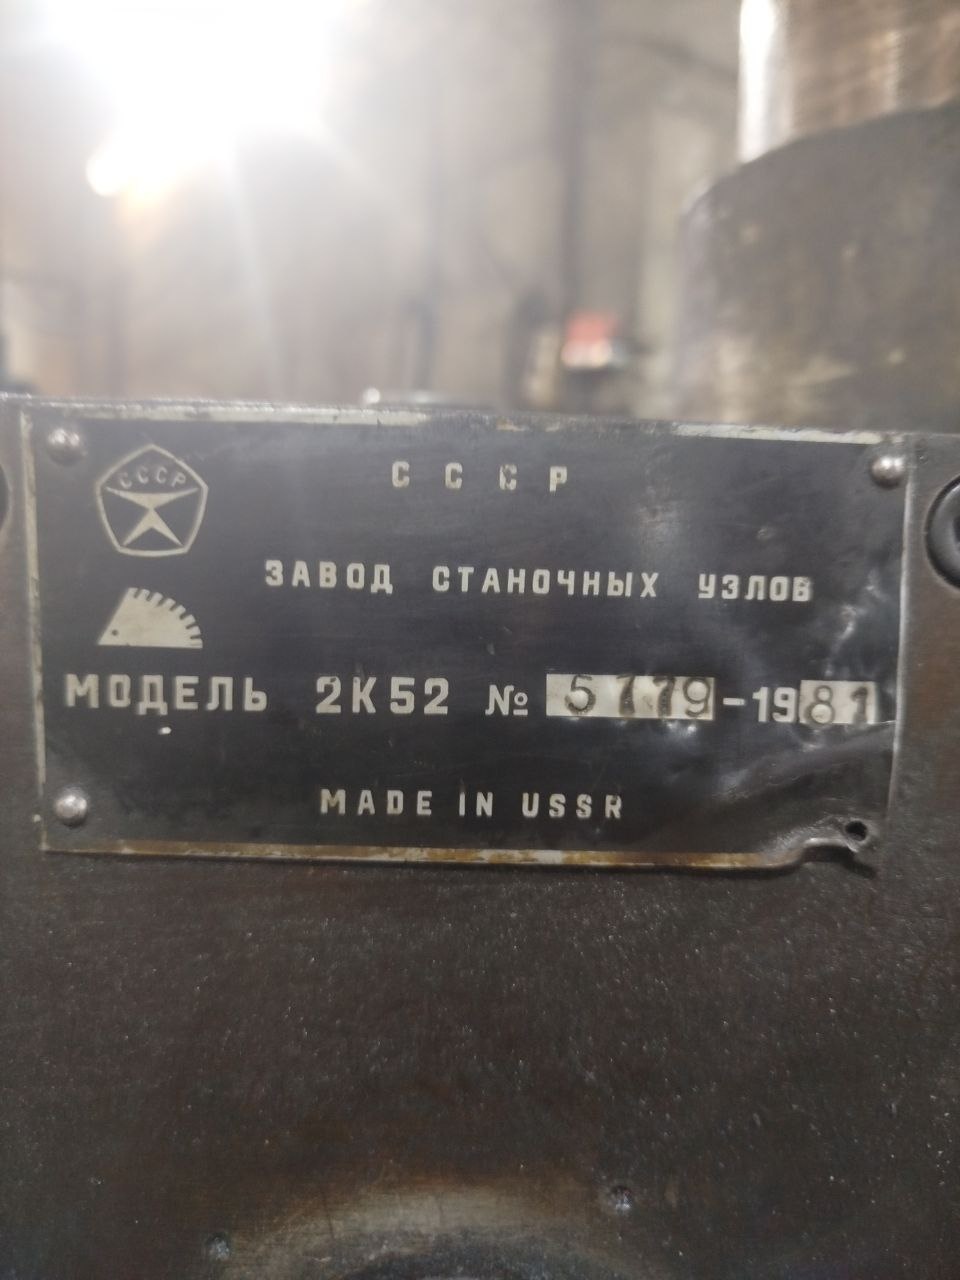 СССР
С С С Р
ЗАВОД СТАНОЧНЫХ УЗЛОВ
МОДЕЛЬ 2К52 № 5779-1981
MADE IN USSR